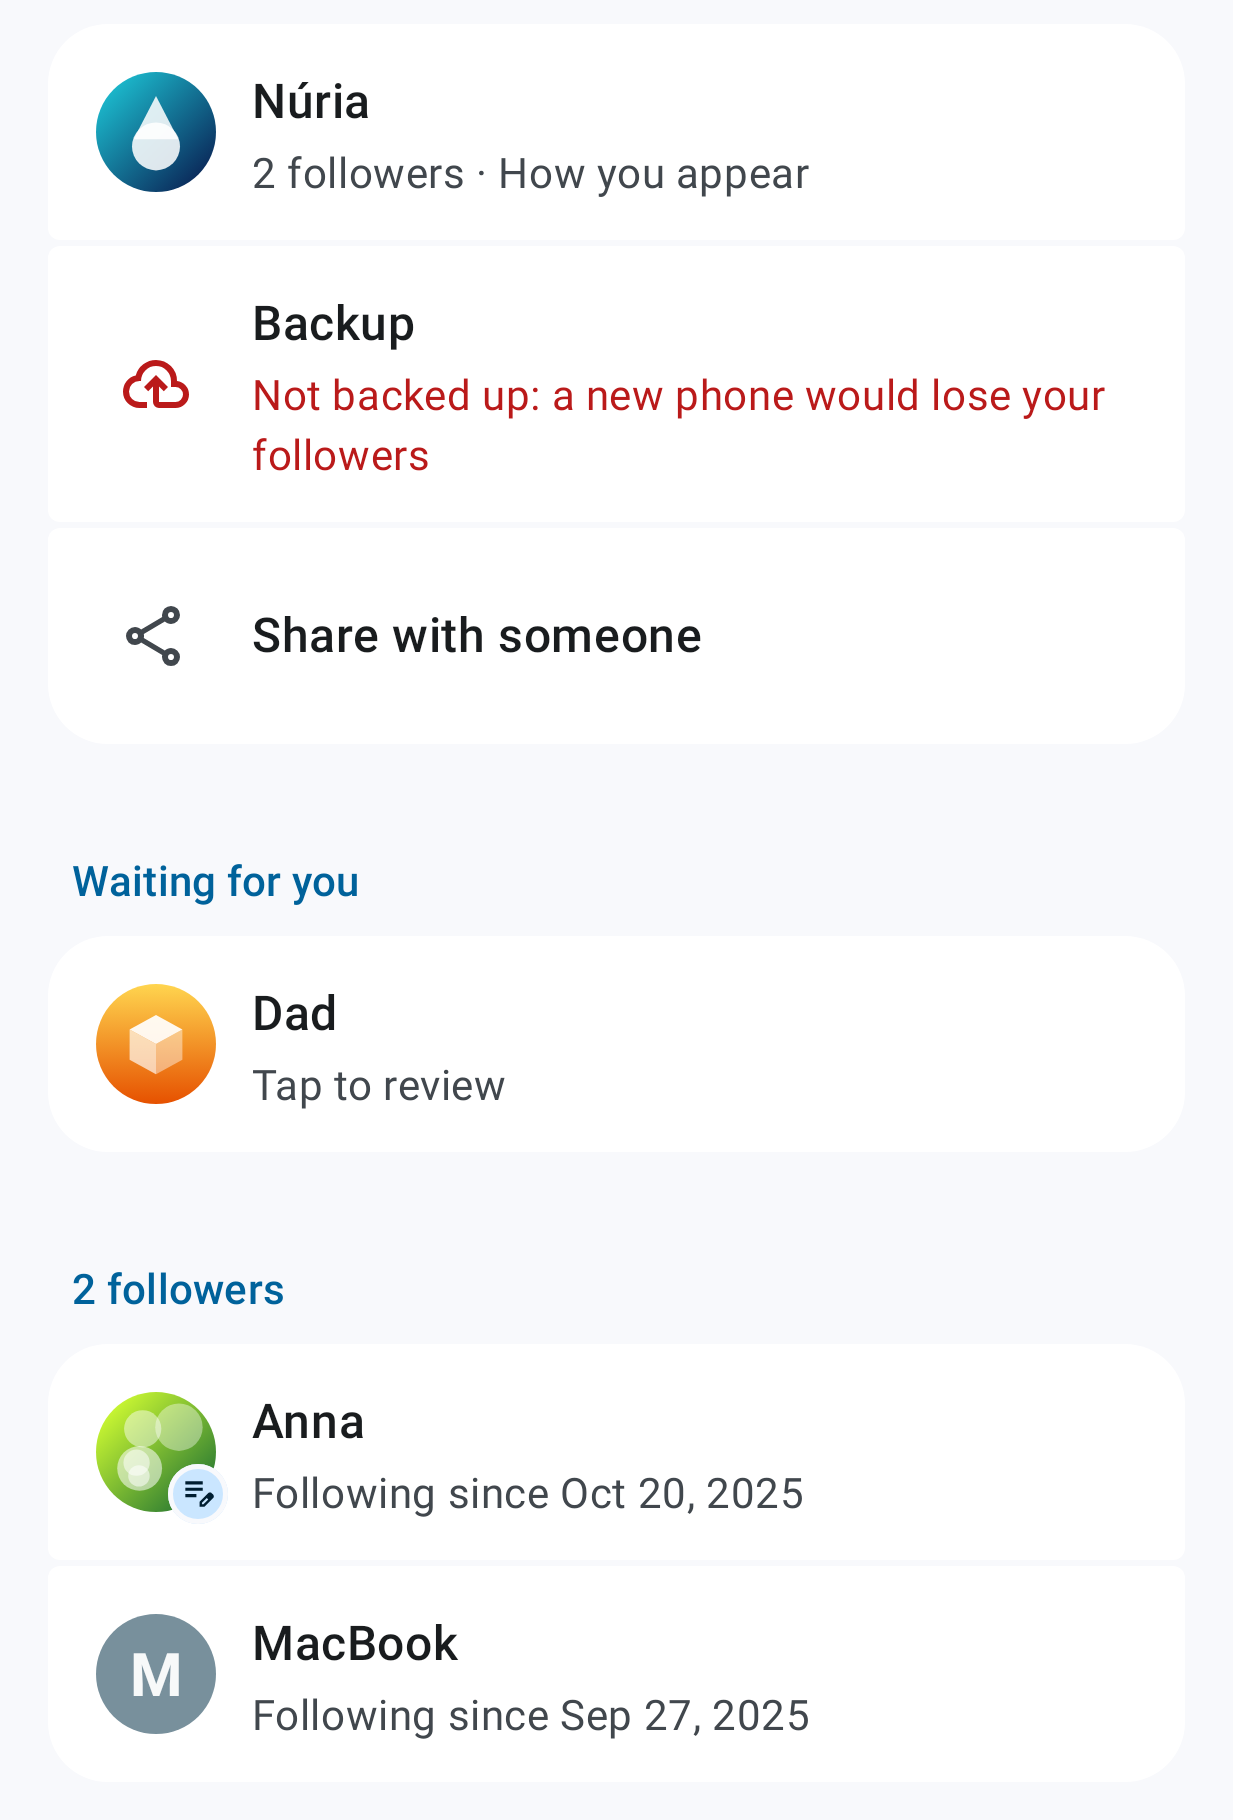 Núria
2 followers · How you appear
Backup
Not backed up: a new phone would lose your
followers
Share with someone
Waiting for you
Dad
Tap to review
2 followers
Anna
Following since Oct 20, 2025
M
MacBook
Following since Sep 27, 2025